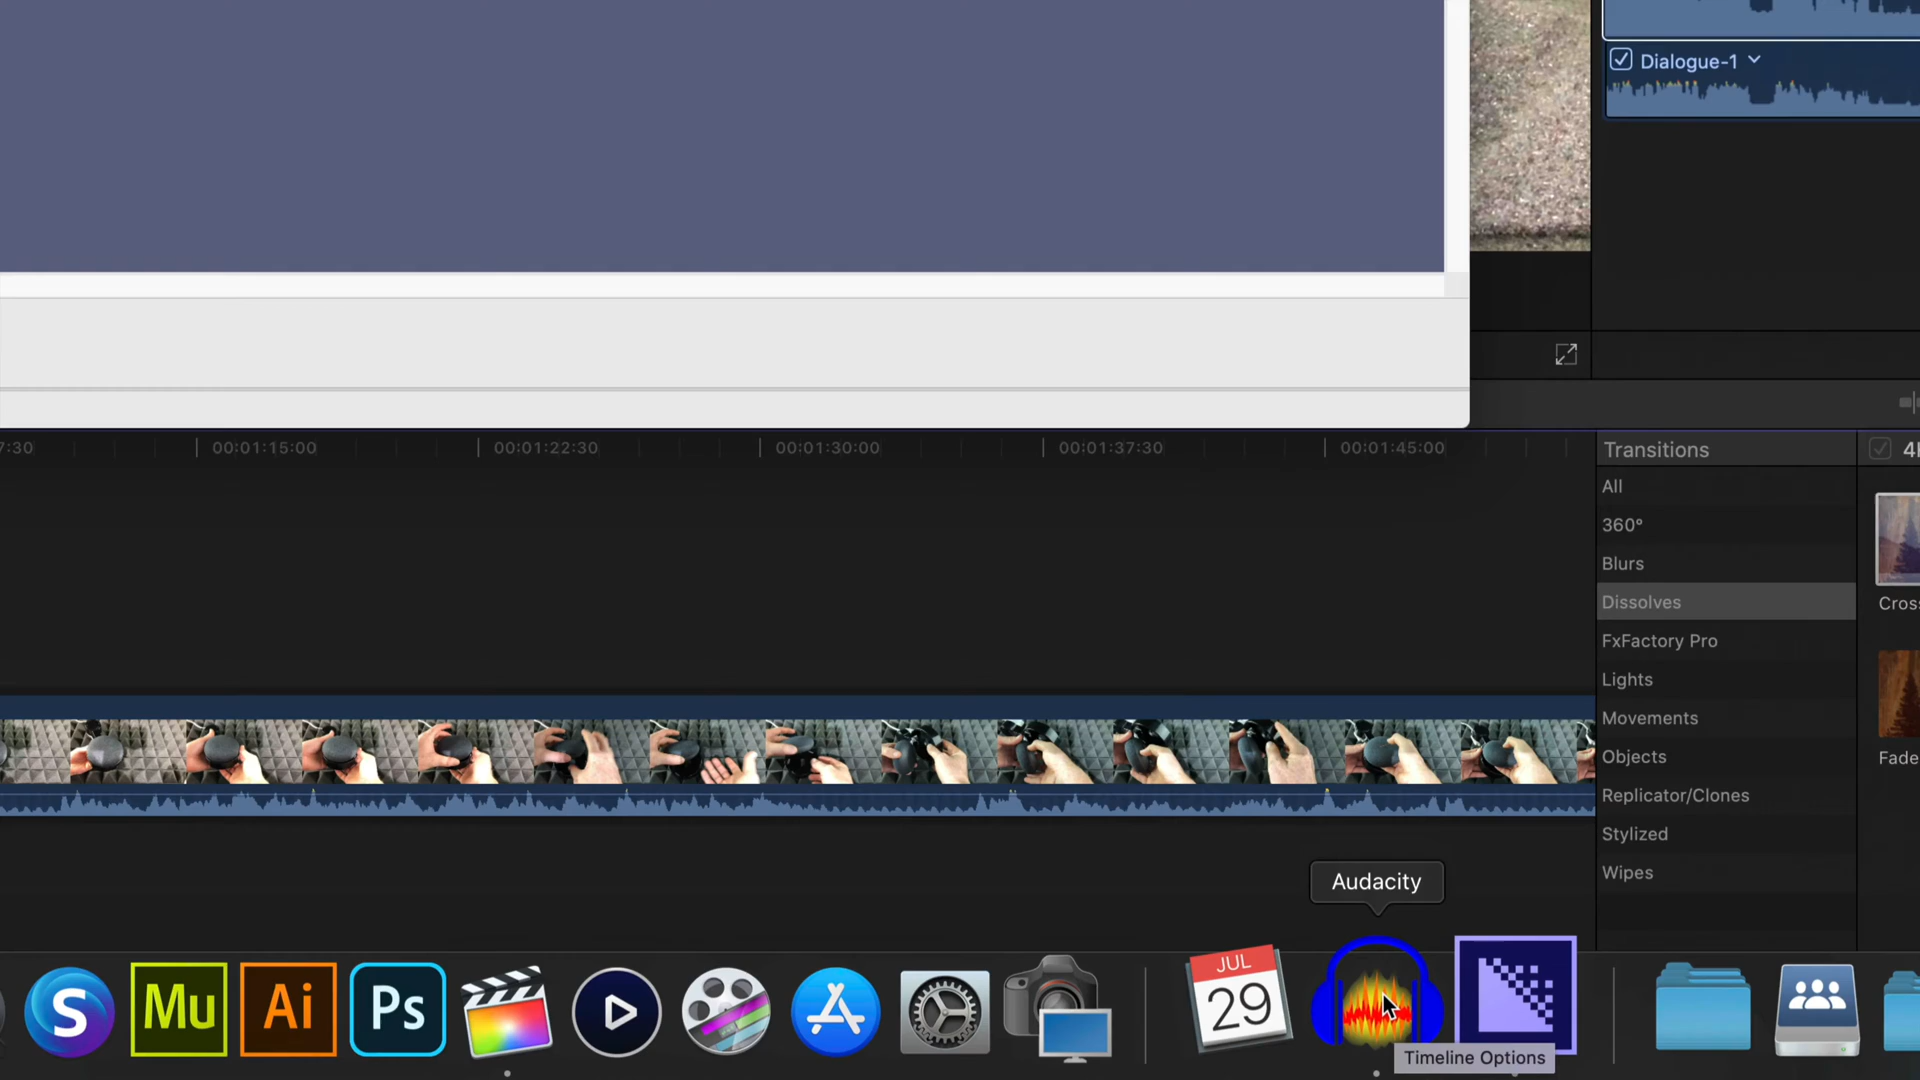 Dialogue-1
7:30
00:01:15:00
00:01:22:30
00:01:30:00
00:01:37:30
00:01:45:00
Transitions
All
360°
Blurs
Dissolves
FxFactory Pro
Lights
Movements
Objects
Replicator/Clones
Stylized
Wipes
Cros
Fade
Audacity
S
Mu
Ai
Ps
JUL
29
Timeline Options